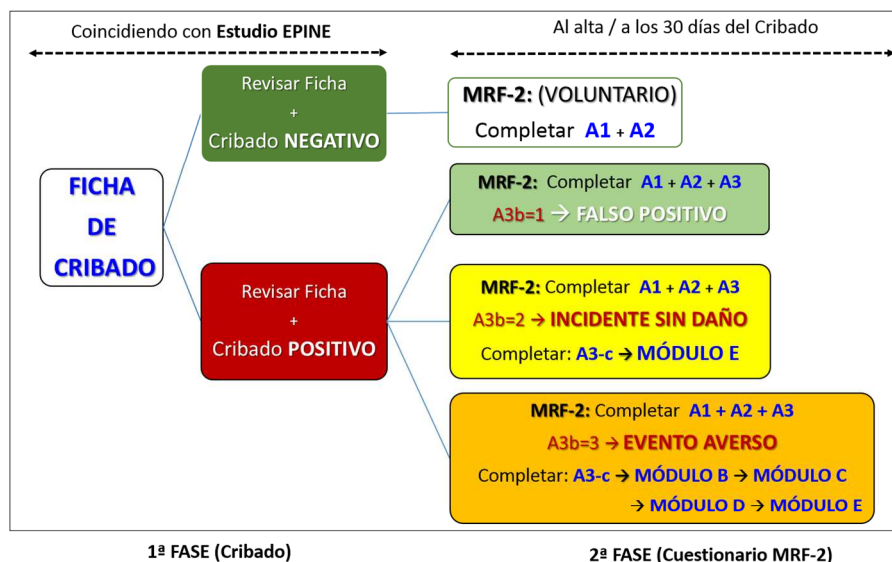 Coincidiendo con Estudio EPINE
Al alta / a los 30 días del Cribado
FICHA
DE
CRIBADO
Revisar Ficha
+
Cribado NEGATIVO
Revisar Ficha
+
Cribado POSITIVO
MRF-2: (VOLUNTARIO)
Completar A1 + A2
MRF-2: Completar A1 + A2 + A3
A3b=1 → FALSO POSITIVO
MRF-2: Completar A1 + A2 + A3
A3b=2 → INCIDENTE SIN DAÑO
Completar: A3-c → MÓDULO E
MRF-2: Completar A1 + A2 + A3
A3b=3 → EVENTO AVERSO
Completar: A3-c → MÓDULO B → MÓDULO C
→ MÓDULO D → MÓDULO E
1ª FASE (Cribado)
2ª FASE (Cuestionario MRF-2)